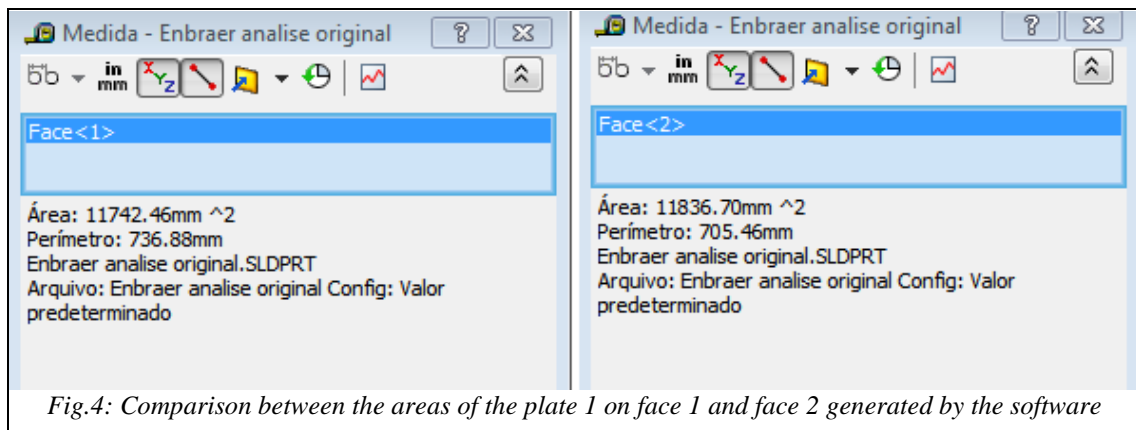 Medida - Enbraer analise original
in
mm
X
Y
Z
Face<1>
Área: 11742.46mm ^2
Perímetro: 736.88mm
Enbraer analise original.SLDPRT
Arquivo: Enbraer analise original Config: Valor
predeterminado
Medida - Enbraer analise original
in
mm
X
Y
Z
Face<2>
Área: 11836.70mm ^2
Perímetro: 705.46mm
Enbraer analise original.SLDPRT
Arquivo: Enbraer analise original Config: Valor
predeterminado
Fig.4: Comparison between the areas of the plate 1 on face 1 and face 2 generated by the software